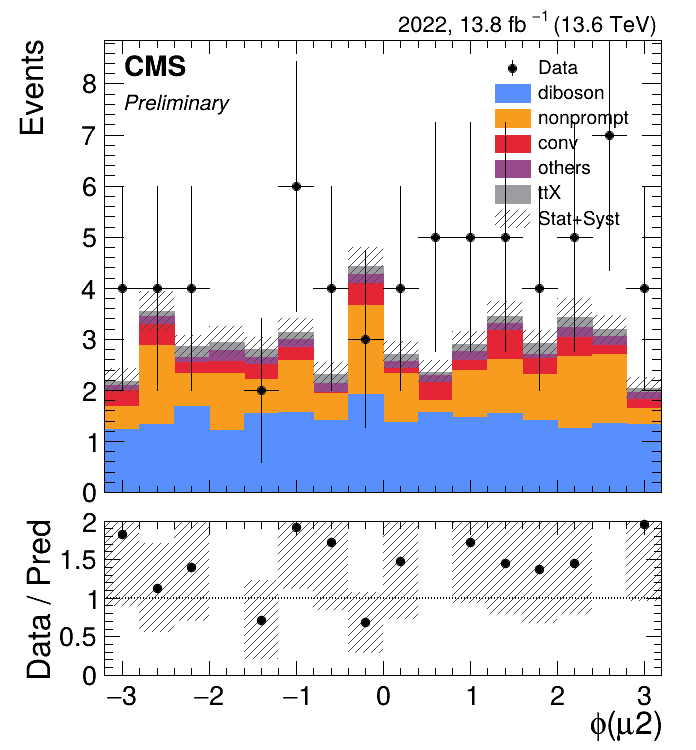 2022, 13.8 fb⁻¹ (13.6 TeV)
Events
CMS
Preliminary
Data
diboson
nonprompt
conv
others
ttX
Stat+Syst
8
7
6
5
4
3
2
1
0
Data / Pred
2
1.5
1
0.5
0
−3 −2 −1 0 1 2 3
ϕ(μ2)